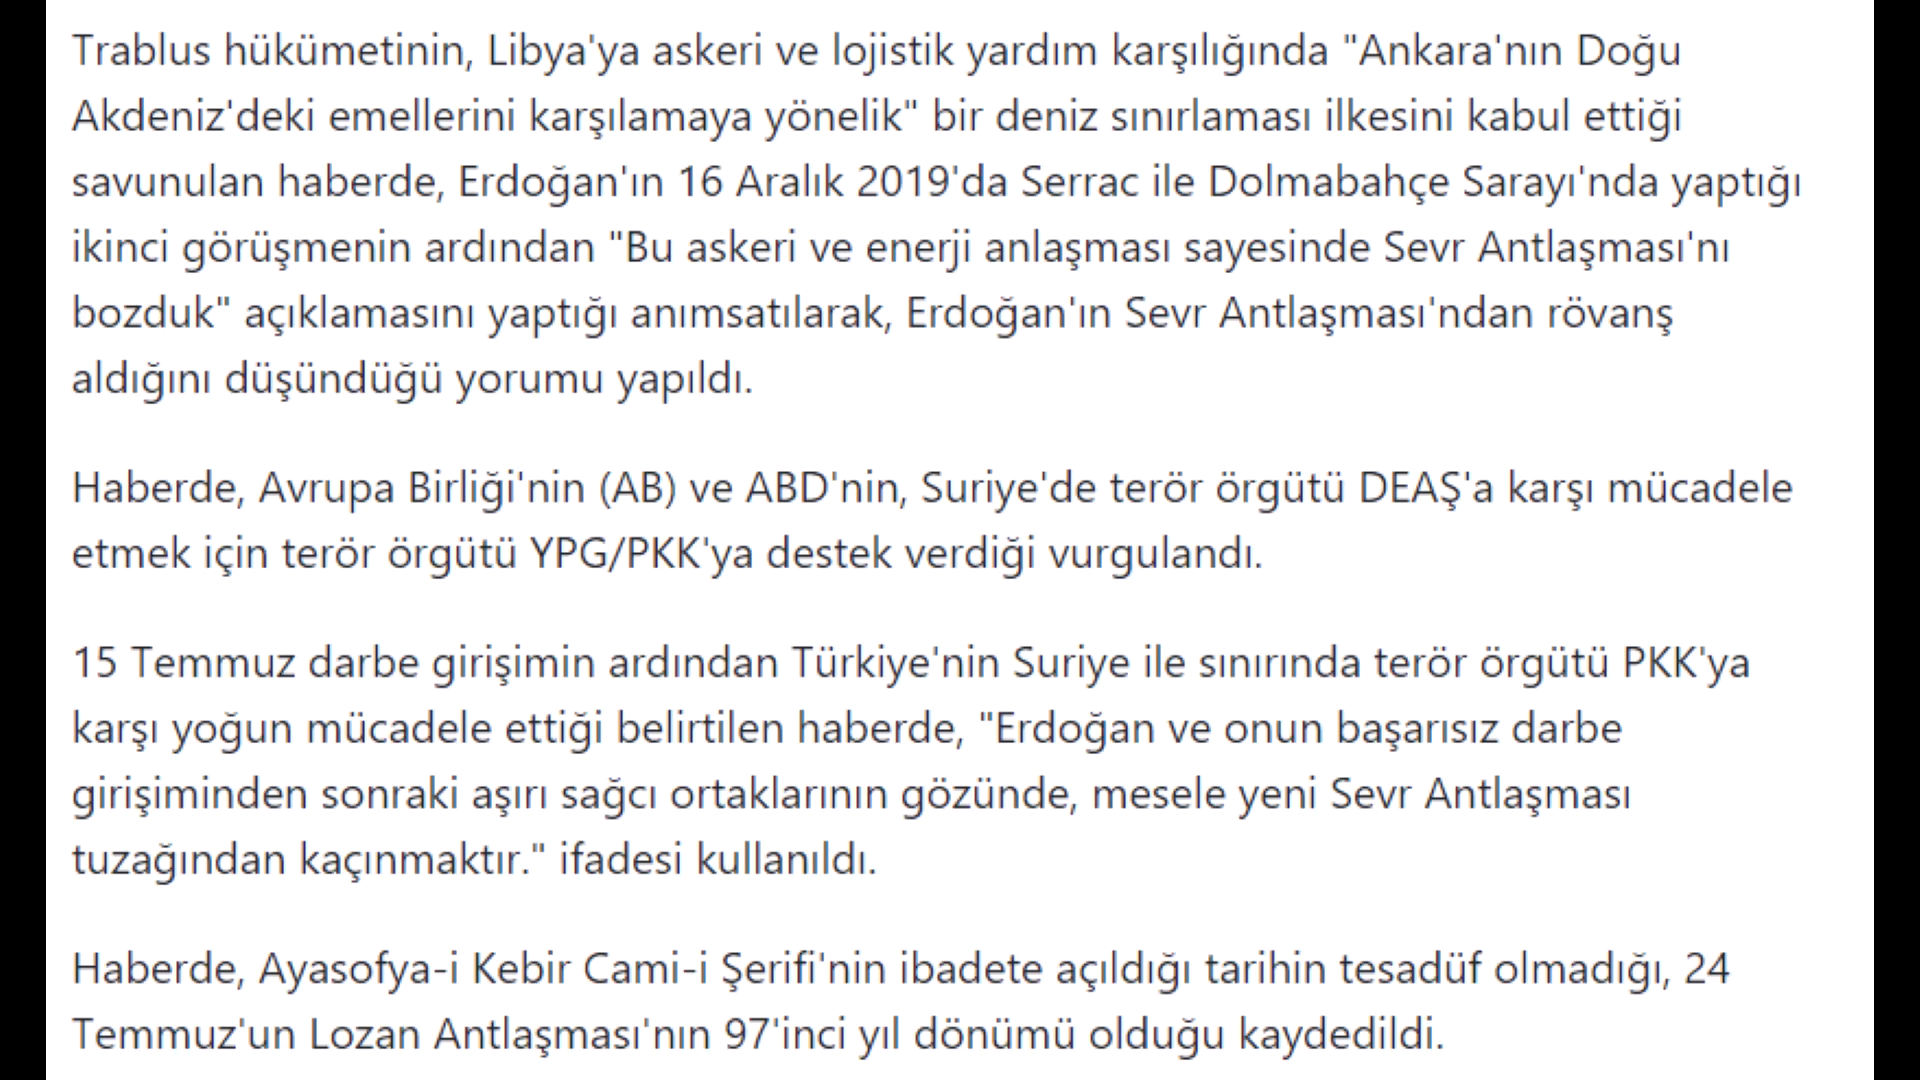 Trablus hükümetinin, Libya'ya askeri ve lojistik yardım karşılığında "Ankara'nın Doğu
Akdeniz'deki emellerini karşılamaya yönelik" bir deniz sınırlaması ilkesini kabul ettiği
savunulan haberde, Erdoğan'ın 16 Aralık 2019'da Serrac ile Dolmabahçe Sarayı'nda yaptığı
ikinci görüşmenin ardından "Bu askeri ve enerji anlaşması sayesinde Sevr Antlaşması'nı
bozduk" açıklamasını yaptığı anımsatılarak, Erdoğan'ın Sevr Antlaşması'ndan rövanş
aldığını düşündüğü yorumu yapıldı.
Haberde, Avrupa Birliği'nin (AB) ve ABD'nin, Suriye'de terör örgütü DEAŞ'a karşı mücadele
etmek için terör örgütü YPG/PKK'ya destek verdiği vurgulandı.
15 Temmuz darbe girişimin ardından Türkiye'nin Suriye ile sınırında terör örgütü PKK'ya
karşı yoğun mücadele ettiği belirtilen haberde, "Erdoğan ve onun başarısız darbe
girişiminden sonraki aşırı sağcı ortaklarının gözünde, mesele yeni Sevr Antlaşması
tuzağından kaçınmaktır." ifadesi kullanıldı.
Haberde, Ayasofya-i Kebir Cami-i Şerifi'nin ibadete açıldığı tarihin tesadüf olmadığı, 24
Temmuz'un Lozan Antlaşması'nın 97'inci yıl dönümü olduğu kaydedildi.